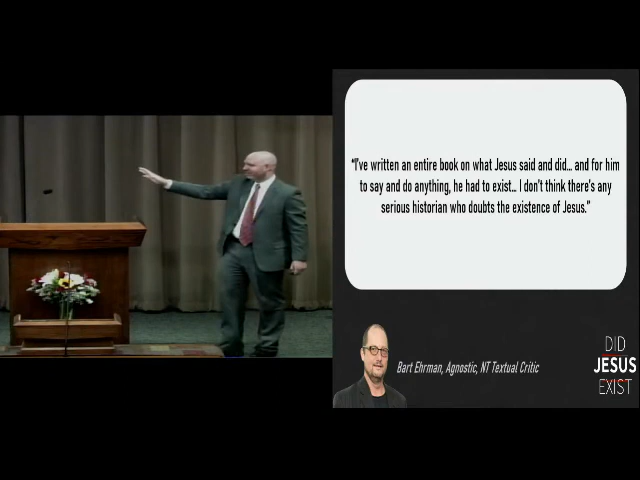 “I’ve written an entire book on what Jesus said and did... and for him
to say and do anything, he had to exist... I don’t think there’s any
serious historian who doubts the existence of Jesus.”
Bart Ehrman, Agnostic, NT Textual Critic
DID
JESUS
EXIST